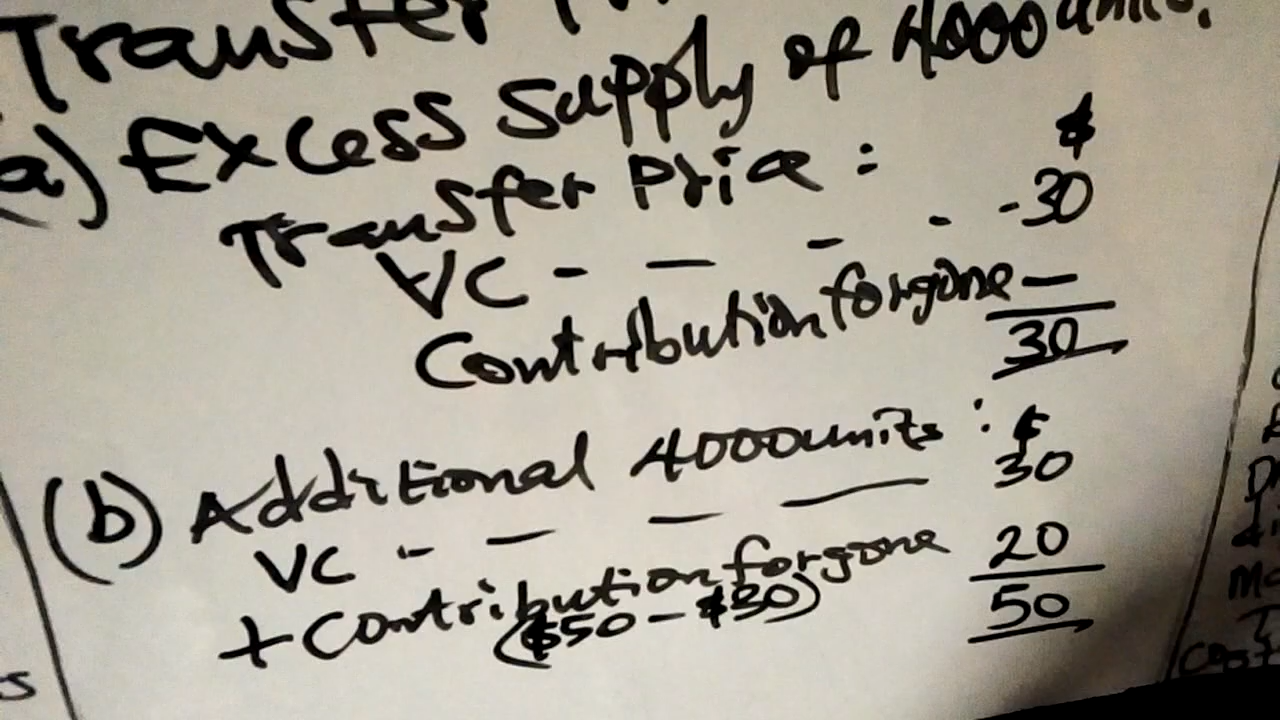 Transfer
(a) Excess supply of 4000 units.
Transfer Price : $
VC - - - - - 30
Contribution forgone —
30
(b) Additional 4000 units : $
VC - - - — 30
+ Contribution forgone 20
($50 - $30)
50